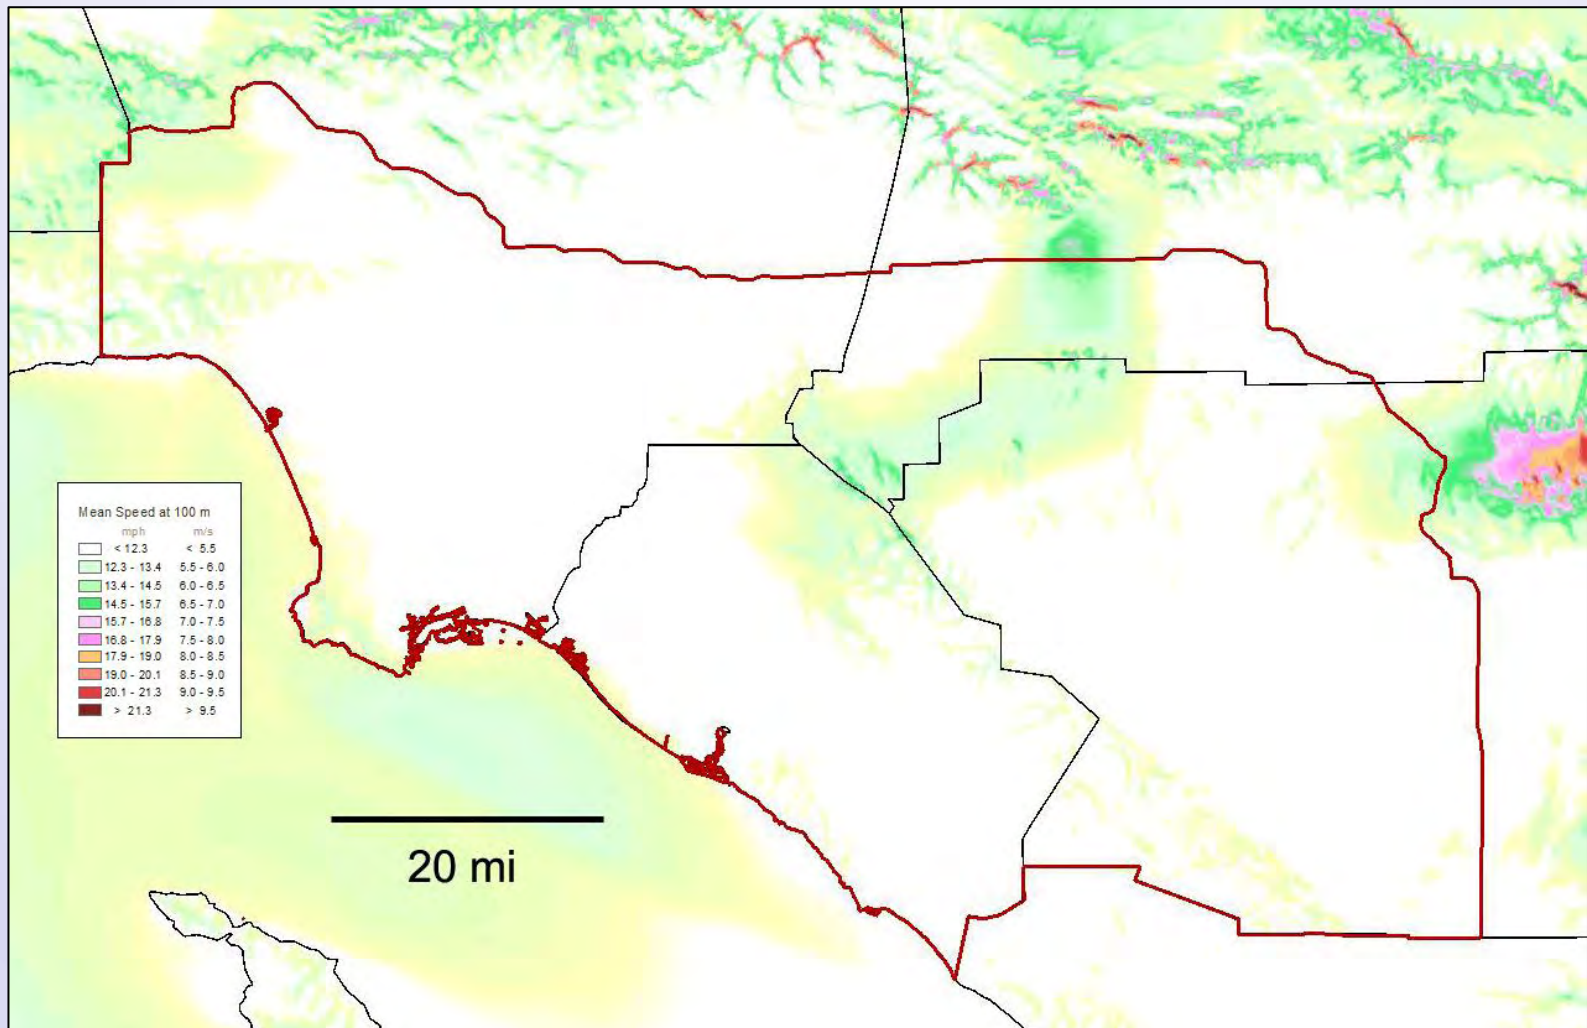 Mean Speed at 100 m
mph m/s
< 12.3 < 5.5
12.3 - 13.4 5.5 - 6.0
13.4 - 14.5 6.0 - 6.5
14.5 - 15.7 6.5 - 7.0
15.7 - 16.8 7.0 - 7.5
16.8 - 17.9 7.5 - 8.0
17.9 - 19.0 8.0 - 8.5
19.0 - 20.1 8.5 - 9.0
20.1 - 21.3 9.0 - 9.5
> 21.3 > 9.5
20 mi